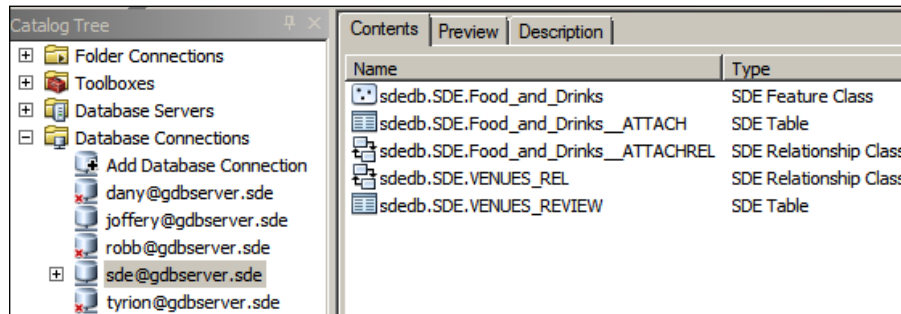 Catalog Tree
Folder Connections
Toolboxes
Database Servers
Database Connections
Add Database Connection
dany@gdbserver.sde
joffery@gdbserver.sde
robb@gdbserver.sde
sde@gdbserver.sde
tyrion@gdbserver.sde
Contents Preview Description
Name Type
sdedb.SDE.Food_and_Drinks SDE Feature Class
sdedb.SDE.Food_and_Drinks__ATTACH SDE Table
sdedb.SDE.Food_and_Drinks__ATTACHREL SDE Relationship Class
sdedb.SDE.VENUES_REL SDE Relationship Class
sdedb.SDE.VENUES_REVIEW SDE Table